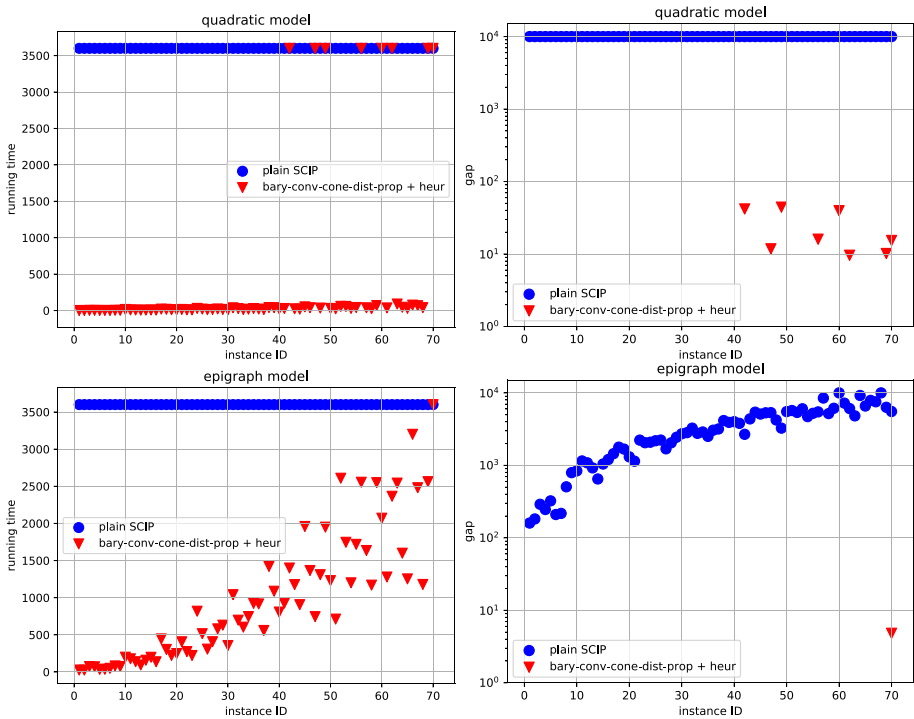 quadratic model
3500
3000
2500
2000
1500
1000
500
0
running time
plain SCIP
bary-conv-cone-dist-prop + heur
0 10 20 30 40 50 60 70
instance ID
quadratic model
10⁴
10³
10²
10¹
10⁰
gap
plain SCIP
bary-conv-cone-dist-prop + heur
0 10 20 30 40 50 60 70
instance ID
epigraph model
3500
3000
2500
2000
1500
1000
500
0
running time
plain SCIP
bary-conv-cone-dist-prop + heur
0 10 20 30 40 50 60 70
instance ID
epigraph model
10⁴
10³
10²
10¹
10⁰
gap
plain SCIP
bary-conv-cone-dist-prop + heur
0 10 20 30 40 50 60 70
instance ID